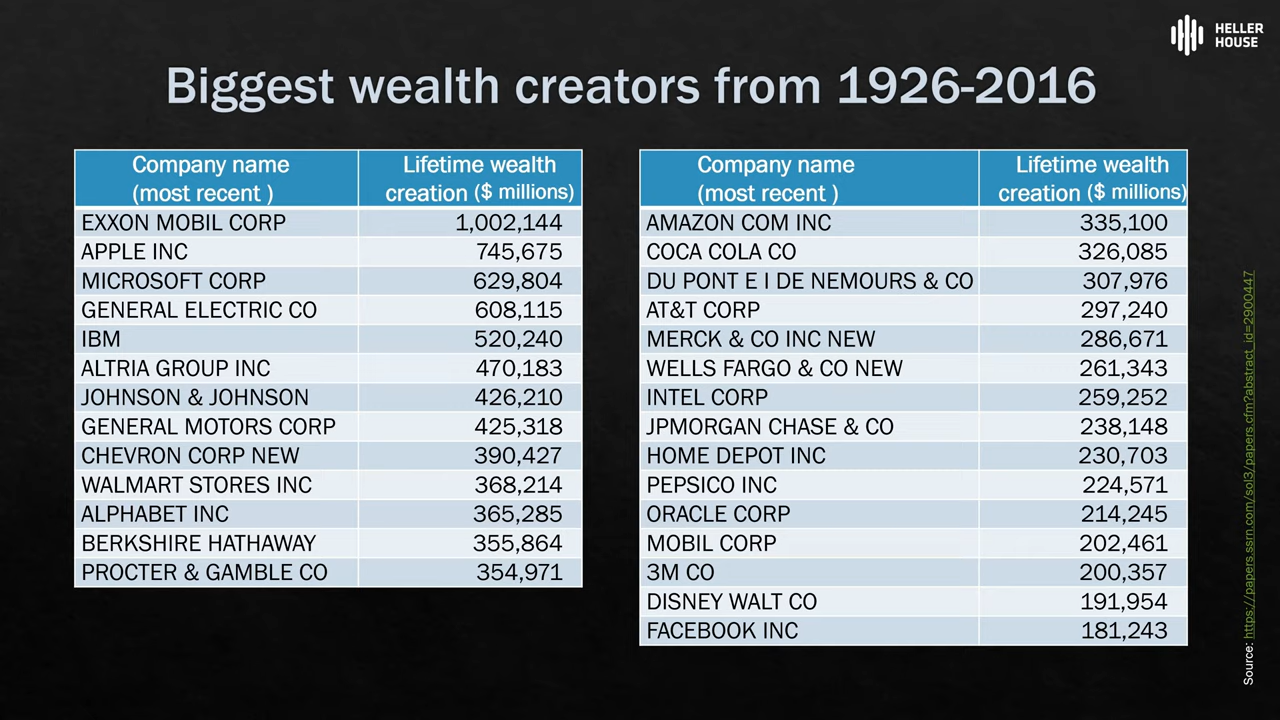 HELLER
HOUSE
Biggest wealth creators from 1926-2016
Company name
(most recent )
Lifetime wealth
creation ($ millions)
EXXON MOBIL CORP 1,002,144
APPLE INC 745,675
MICROSOFT CORP 629,804
GENERAL ELECTRIC CO 608,115
IBM 520,240
ALTRIA GROUP INC 470,183
JOHNSON & JOHNSON 426,210
GENERAL MOTORS CORP 425,318
CHEVRON CORP NEW 390,427
WALMART STORES INC 368,214
ALPHABET INC 365,285
BERKSHIRE HATHAWAY 355,864
PROCTER & GAMBLE CO 354,971
Company name
(most recent )
Lifetime wealth
creation ($ millions)
AMAZON COM INC 335,100
COCA COLA CO 326,085
DU PONT E I DE NEMOURS & CO 307,976
AT&T CORP 297,240
MERCK & CO INC NEW 286,671
WELLS FARGO & CO NEW 261,343
INTEL CORP 259,252
JPMORGAN CHASE & CO 238,148
HOME DEPOT INC 230,703
PEPSICO INC 224,571
ORACLE CORP 214,245
MOBIL CORP 202,461
3M CO 200,357
DISNEY WALT CO 191,954
FACEBOOK INC 181,243
Source: https://papers.ssrn.com/sol3/papers.cfm?abstract_id=2900447